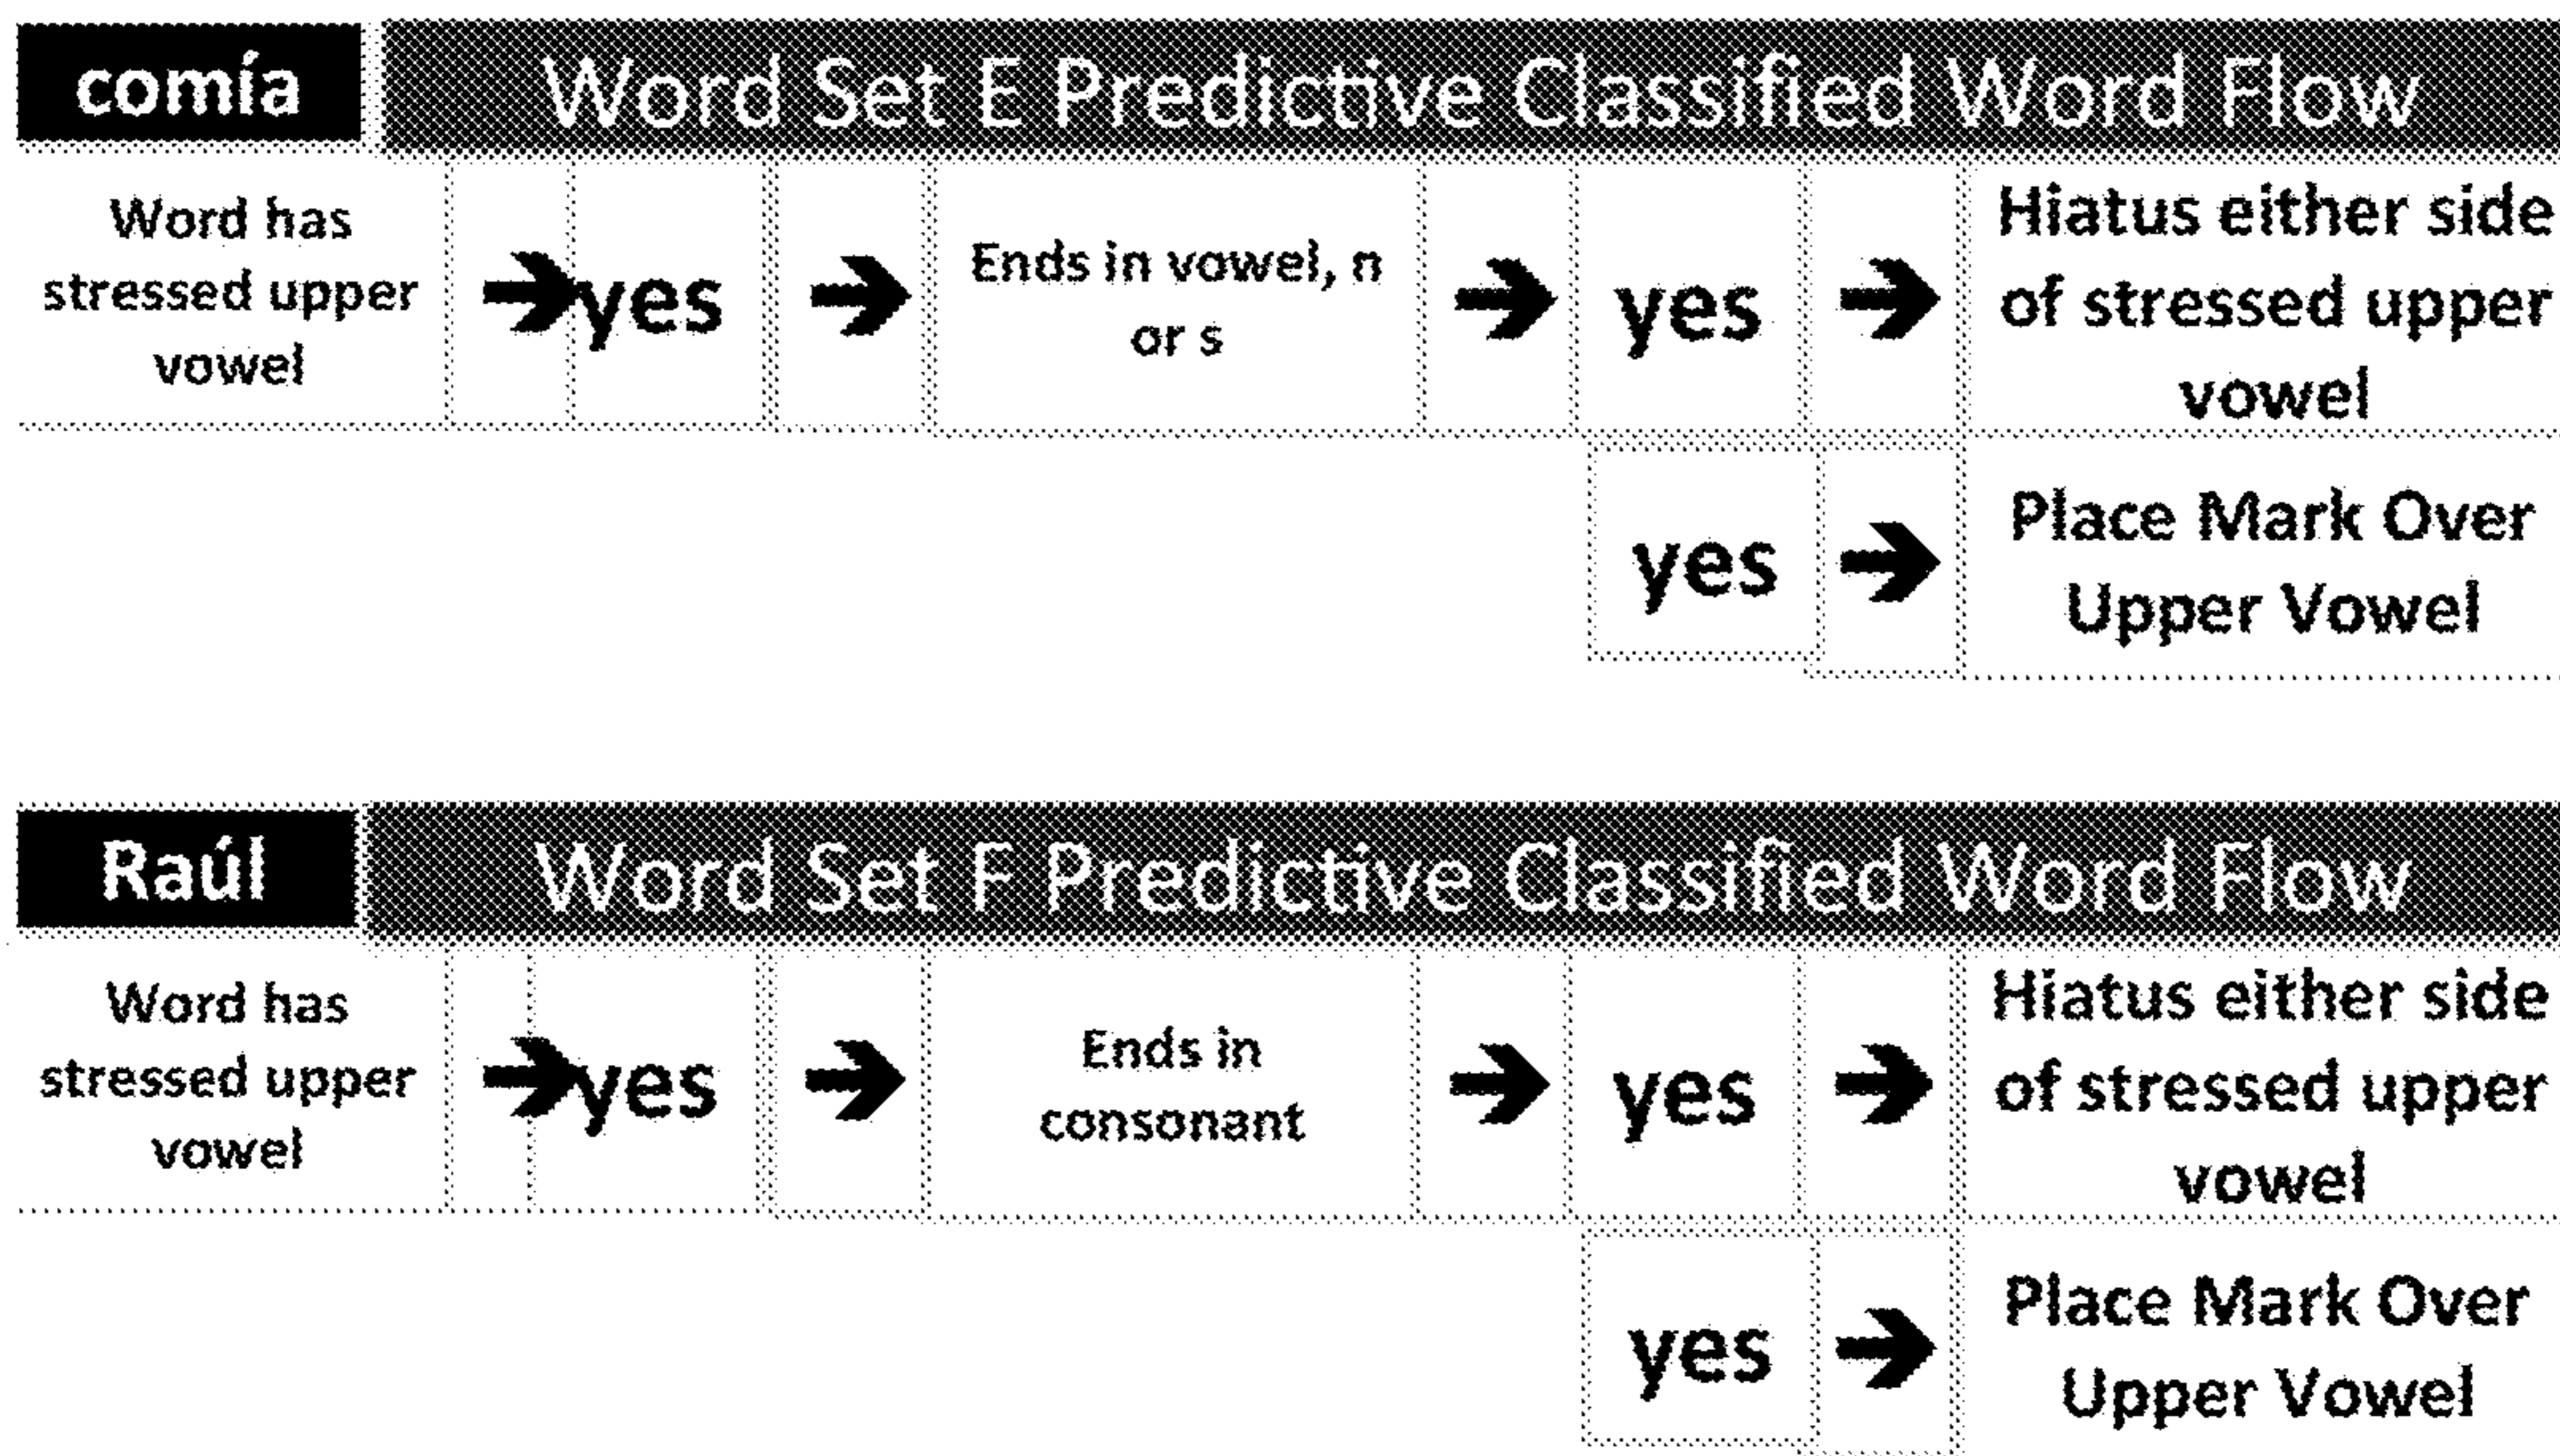 comía
Word Set E Predictive Classified Word Flow
Word has
stressed upper
vowel
➔
yes
➔
Ends in vowel, n
or s
➔
yes
➔
Hiatus either side
of stressed upper
vowel
yes
➔
Place Mark Over
Upper Vowel
Raúl
Word Set F Predictive Classified Word Flow
Word has
stressed upper
vowel
➔
yes
➔
Ends in
consonant
➔
yes
➔
Hiatus either side
of stressed upper
vowel
yes
➔
Place Mark Over
Upper Vowel